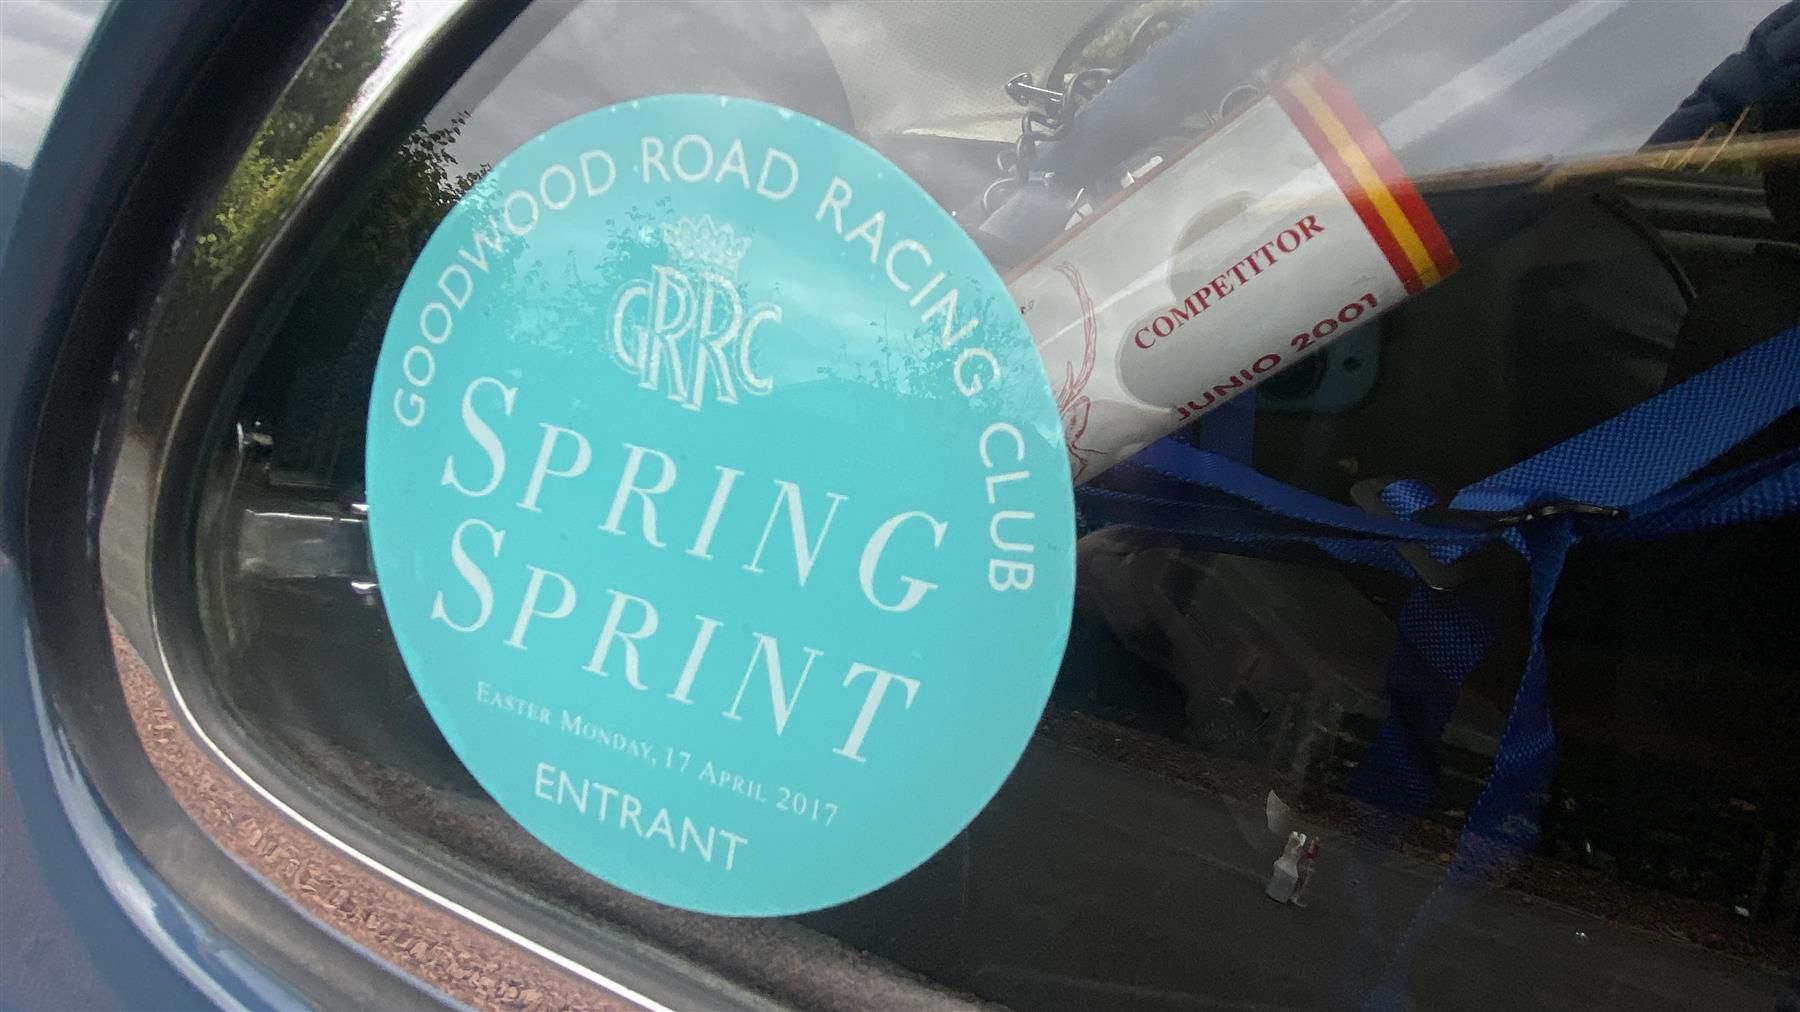 GOODWOOD ROAD RACING CLUB
GRRC
SPRING
SPRINT
EASTER MONDAY, 17 APRIL 2017
ENTRANT
COMPETITOR
JUNIO 2001